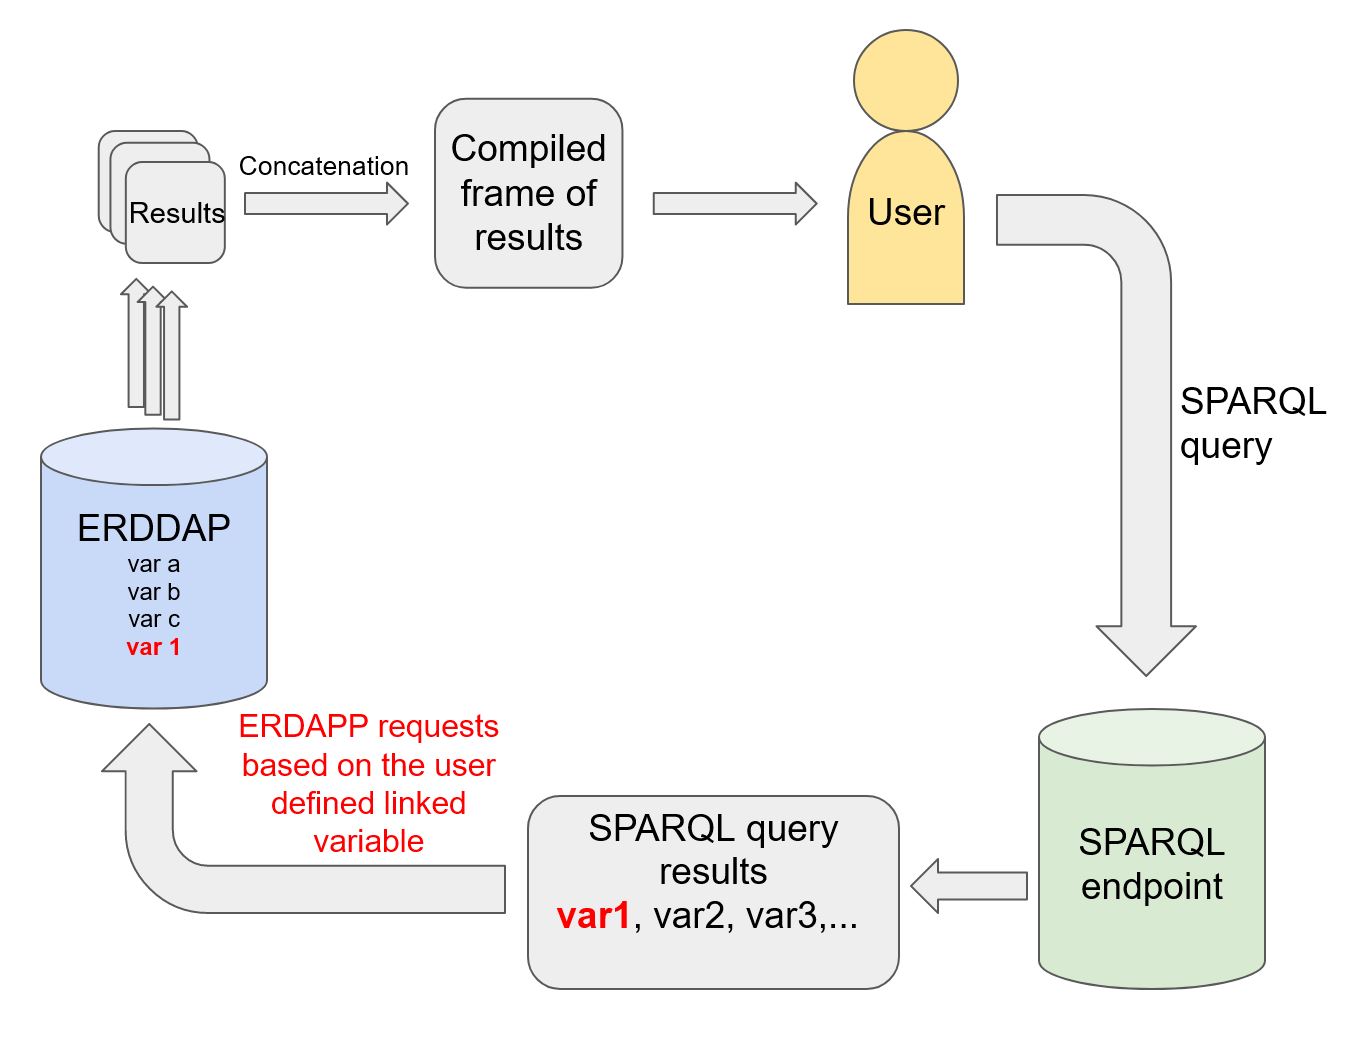 Concatenation
Results
Compiled
frame of
results
User
SPARQL
query
ERDDAP
var a
var b
var c
var 1
ERDAPP requests
based on the user
defined linked
variable
SPARQL query
results
var1, var2, var3,...
SPARQL
endpoint